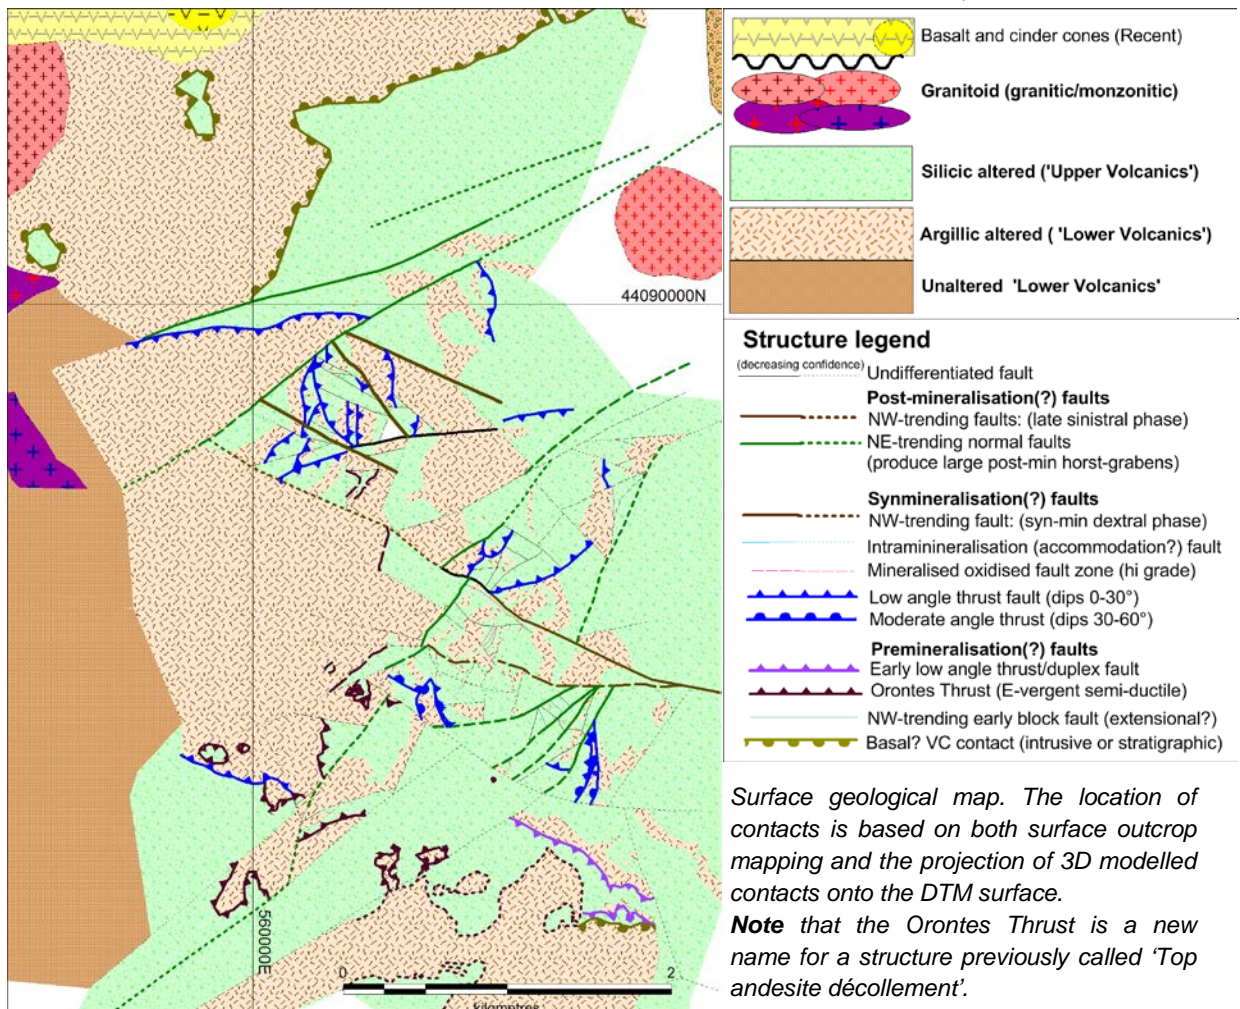 44090000N
560000E
0
2
kilometres
Basalt and cinder cones (Recent)
Granitoid (granitic/monzonitic)
Silicic altered ('Upper Volcanics')
Argillic altered ( 'Lower Volcanics')
Unaltered 'Lower Volcanics'
Structure legend
(decreasing confidence)
Undifferentiated fault
Post-mineralisation(?) faults
NW-trending faults: (late sinistral phase)
NE-trending normal faults
(produce large post-min horst-grabens)
Synmineralisation(?) faults
NW-trending fault: (syn-min dextral phase)
Intraminineralisation (accommodation?) fault
Mineralised oxidised fault zone (hi grade)
Low angle thrust fault (dips 0-30°)
Moderate angle thrust (dips 30-60°)
Premineralisation(?) faults
Early low angle thrust/duplex fault
Orontes Thrust (E-vergent semi-ductile)
NW-trending early block fault (extensional?)
Basal? VC contact (intrusive or stratigraphic)
Surface geological map. The location of
contacts is based on both surface outcrop
mapping and the projection of 3D modelled
contacts onto the DTM surface.
Note that the Orontes Thrust is a new
name for a structure previously called ‘Top
andesite décollement’.